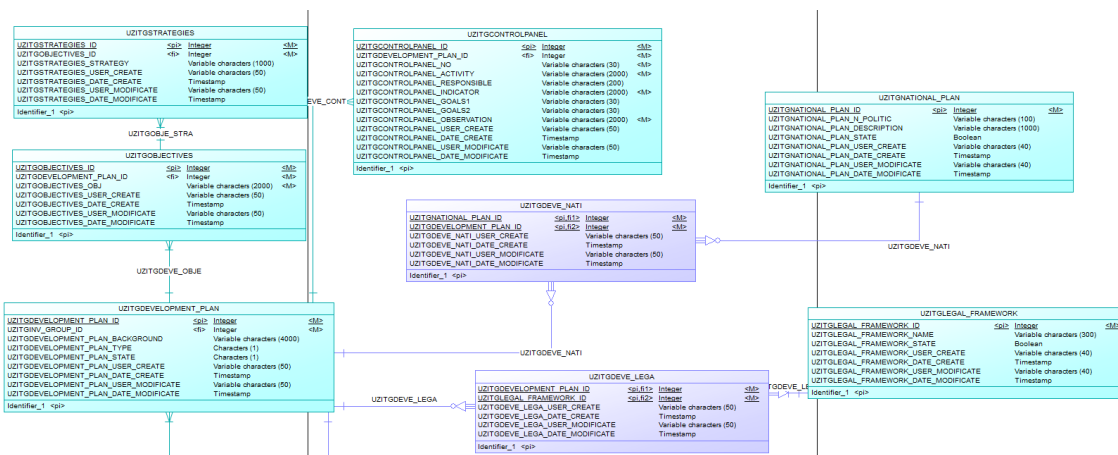 UZITGSTRATEGIES
UZITGSTRATEGIES_ID <pi> Integer <M>
UZITGOBJECTIVES_ID <fi> Integer <M>
UZITGSTRATEGIES_STRATEGY Variable characters (1000)
UZITGSTRATEGIES_USER_CREATE Variable characters (50)
UZITGSTRATEGIES_DATE_CREATE Timestamp
UZITGSTRATEGIES_USER_MODIFICATE Variable characters (50)
UZITGSTRATEGIES_DATE_MODIFICATE Timestamp
Identifier_1 <pi>
UZITGOBJE_STRA
UZITGOBJECTIVES
UZITGOBJECTIVES_ID <pi> Integer <M>
UZITGDEVELOPMENT_PLAN_ID <fi> Integer <M>
UZITGOBJECTIVES_OBJ Variable characters (2000) <M>
UZITGOBJECTIVES_USER_CREATE Variable characters (50)
UZITGOBJECTIVES_DATE_CREATE Timestamp
UZITGOBJECTIVES_USER_MODIFICATE Variable characters (50)
UZITGOBJECTIVES_DATE_MODIFICATE Timestamp
Identifier_1 <pi>
UZITGDEVE_OBJE
UZITGDEVELOPMENT_PLAN
UZITGDEVELOPMENT_PLAN_ID <pi> Integer <M>
UZITGINV_GROUP_ID <fi> Integer <M>
UZITGDEVELOPMENT_PLAN_BACKGROUND Variable characters (4000)
UZITGDEVELOPMENT_PLAN_TYPE Characters (1)
UZITGDEVELOPMENT_PLAN_STATE Characters (1)
UZITGDEVELOPMENT_PLAN_USER_CREATE Variable characters (50)
UZITGDEVELOPMENT_PLAN_DATE_CREATE Timestamp
UZITGDEVELOPMENT_PLAN_USER_MODIFICATE Variable characters (50)
UZITGDEVELOPMENT_PLAN_DATE_MODIFICATE Timestamp
Identifier_1 <pi>
EVE_CONT
UZITGCONTROLPANEL
UZITGCONTROLPANEL_ID <pi> Integer <M>
UZITGDEVELOPMENT_PLAN_ID <fi> Integer
UZITGCONTROLPANEL_NO Variable characters (30) <M>
UZITGCONTROLPANEL_ACTIVITY Variable characters (2000) <M>
UZITGCONTROLPANEL_RESPONSIBLE Variable characters (200)
UZITGCONTROLPANEL_INDICATOR Variable characters (2000) <M>
UZITGCONTROLPANEL_GOALS1 Variable characters (30)
UZITGCONTROLPANEL_GOALS2 Variable characters (30)
UZITGCONTROLPANEL_OBSERVATION Variable characters (2000) <M>
UZITGCONTROLPANEL_USER_CREATE Variable characters (50)
UZITGCONTROLPANEL_DATE_CREATE Timestamp
UZITGCONTROLPANEL_USER_MODIFICATE Variable characters (50)
UZITGCONTROLPANEL_DATE_MODIFICATE Timestamp
Identifier_1 <pi>
UZITGDEVE_NATI
UZITGNATIONAL_PLAN_ID <pi,fi1> Integer <M>
UZITGDEVELOPMENT_PLAN_ID <pi,fi2> Integer <M>
UZITGDEVE_NATI_USER_CREATE Variable characters (50)
UZITGDEVE_NATI_DATE_CREATE Timestamp
UZITGDEVE_NATI_USER_MODIFICATE Variable characters (50)
UZITGDEVE_NATI_DATE_MODIFICATE Timestamp
Identifier_1 <pi>
UZITGDEVE_NATI
UZITGDEVE_LEGA
UZITGDEVE_LEGA
UZITGDEVELOPMENT_PLAN_ID <pi,fi1> Integer <M>
UZITGLEGAL_FRAMEWORK_ID <pi,fi2> Integer <M>
UZITGDEVE_LEGA_USER_CREATE Variable characters (50)
UZITGDEVE_LEGA_DATE_CREATE Timestamp
UZITGDEVE_LEGA_USER_MODIFICATE Variable characters (50)
UZITGDEVE_LEGA_DATE_MODIFICATE Timestamp
Identifier_1 <pi>
UZITGNATIONAL_PLAN
UZITGNATIONAL_PLAN_ID <pi> Integer <M>
UZITGNATIONAL_PLAN_N_POLITIC Variable characters (100)
UZITGNATIONAL_PLAN_DESCRIPTION Variable characters (1000)
UZITGNATIONAL_PLAN_STATE Boolean
UZITGNATIONAL_PLAN_USER_CREATE Variable characters (40)
UZITGNATIONAL_PLAN_DATE_CREATE Timestamp
UZITGNATIONAL_PLAN_USER_MODIFICATE Variable characters (40)
UZITGNATIONAL_PLAN_DATE_MODIFICATE Timestamp
Identifier_1 <pi>
UZITGDEVE_NATI
UZITGLEGAL_FRAMEWORK
UZITGLEGAL_FRAMEWORK_ID <pi> Integer <M>
UZITGLEGAL_FRAMEWORK_NAME Variable characters (300)
UZITGLEGAL_FRAMEWORK_STATE Boolean
UZITGLEGAL_FRAMEWORK_USER_CREATE Variable characters (40)
UZITGLEGAL_FRAMEWORK_DATE_CREATE Timestamp
UZITGLEGAL_FRAMEWORK_USER_MODIFICATE Variable characters (40)
UZITGLEGAL_FRAMEWORK_DATE_MODIFICATE Timestamp
Identifier_1 <pi>